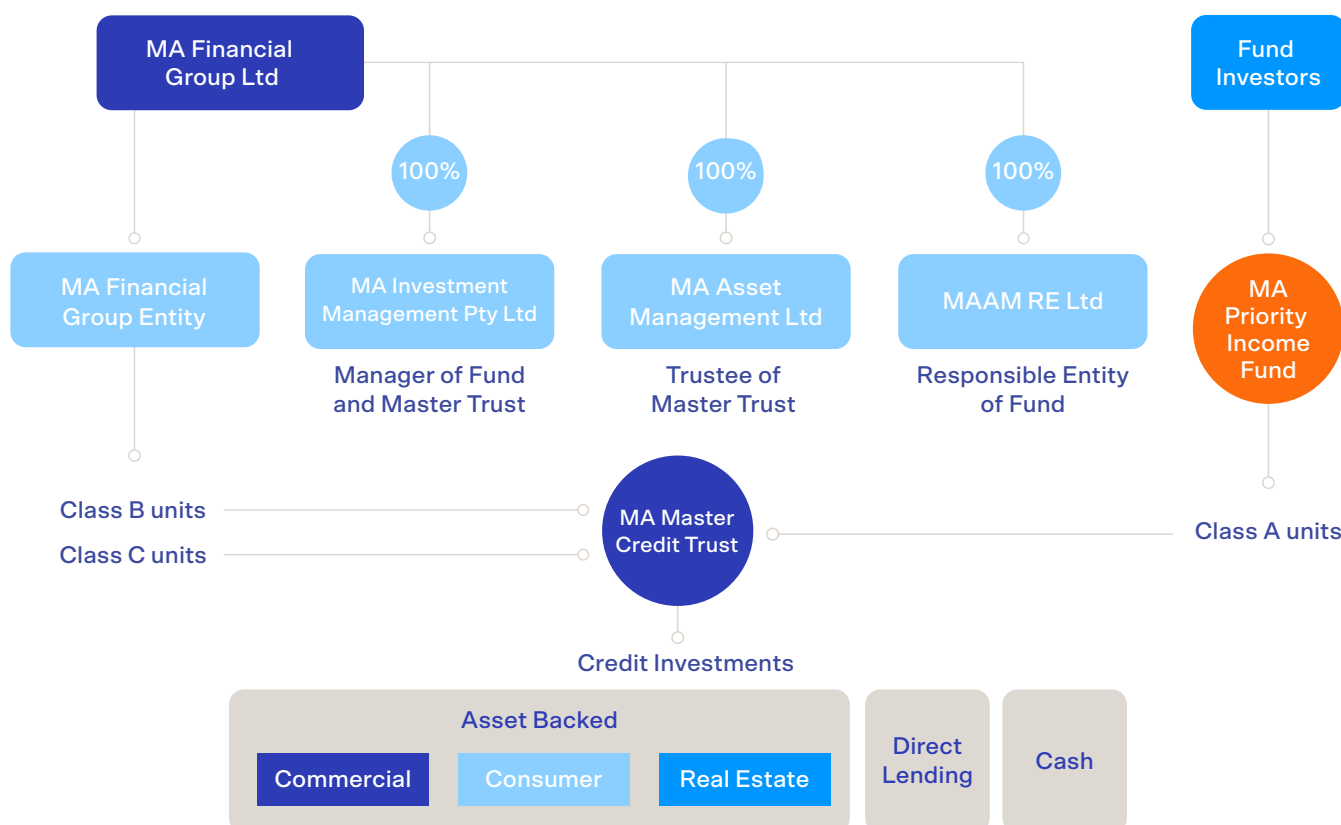 MA Financial
Group Ltd
Fund
Investors
100%
100%
100%
MA Financial
Group Entity
MA Investment
Management Pty Ltd
MA Asset
Management Ltd
MAAM RE Ltd
MA
Priority
Income
Fund
Manager of Fund
and Master Trust
Trustee of
Master Trust
Responsible Entity
of Fund
Class B units
Class C units
MA Master
Credit Trust
Class A units
Credit Investments
Asset Backed
Commercial
Consumer
Real Estate
Direct
Lending
Cash